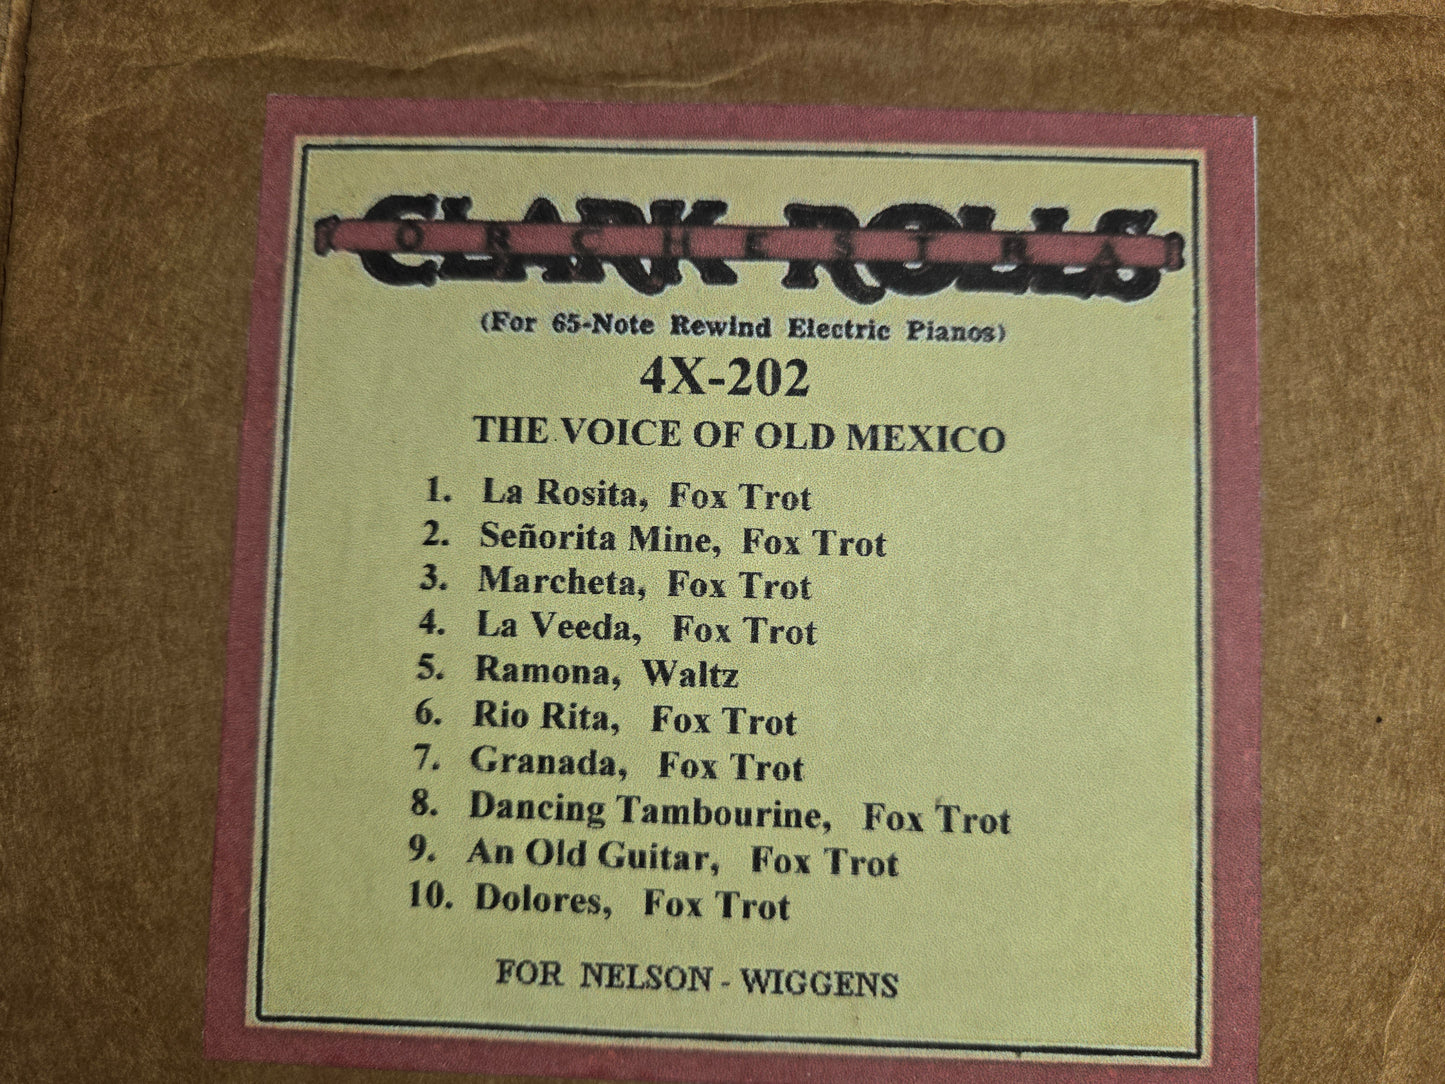 CLARK ROLLS
ORCHESTRA
(For 65-Note Rewind Electric Pianos)
4X-202
THE VOICE OF OLD MEXICO
1. La Rosita, Fox Trot
2. Señorita Mine, Fox Trot
3. Marcheta, Fox Trot
4. La Veeda, Fox Trot
5. Ramona, Waltz
6. Rio Rita, Fox Trot
7. Granada, Fox Trot
8. Dancing Tambourine, Fox Trot
9. An Old Guitar, Fox Trot
10. Dolores, Fox Trot
FOR NELSON - WIGGENS